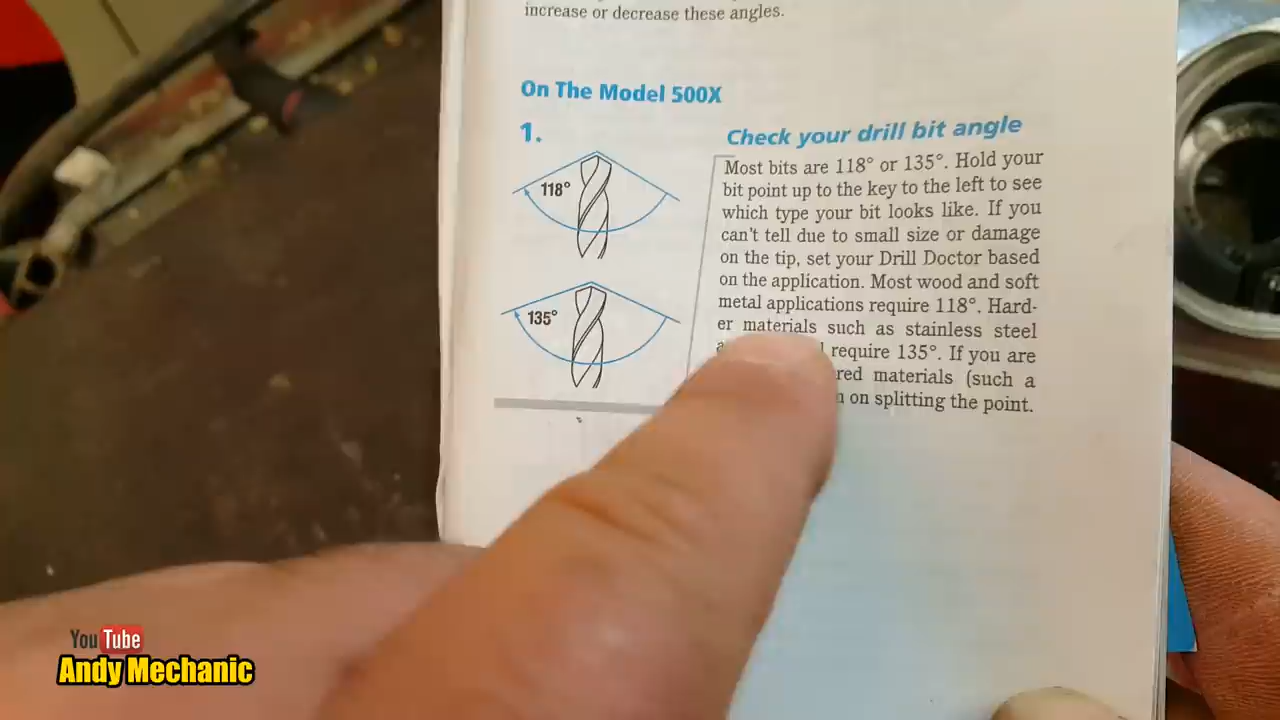 increase or decrease these angles.
On The Model 500X
1.
118°
135°
Check your drill bit angle
Most bits are 118° or 135°. Hold your
bit point up to the key to the left to see
which type your bit looks like. If you
can't tell due to small size or damage
on the tip, set your Drill Doctor based
on the application. Most wood and soft
metal applications require 118°. Hard-
er materials such as stainless steel
require 135°. If you are
materials (such a
on splitting the point.
YouTube
Andy Mechanic